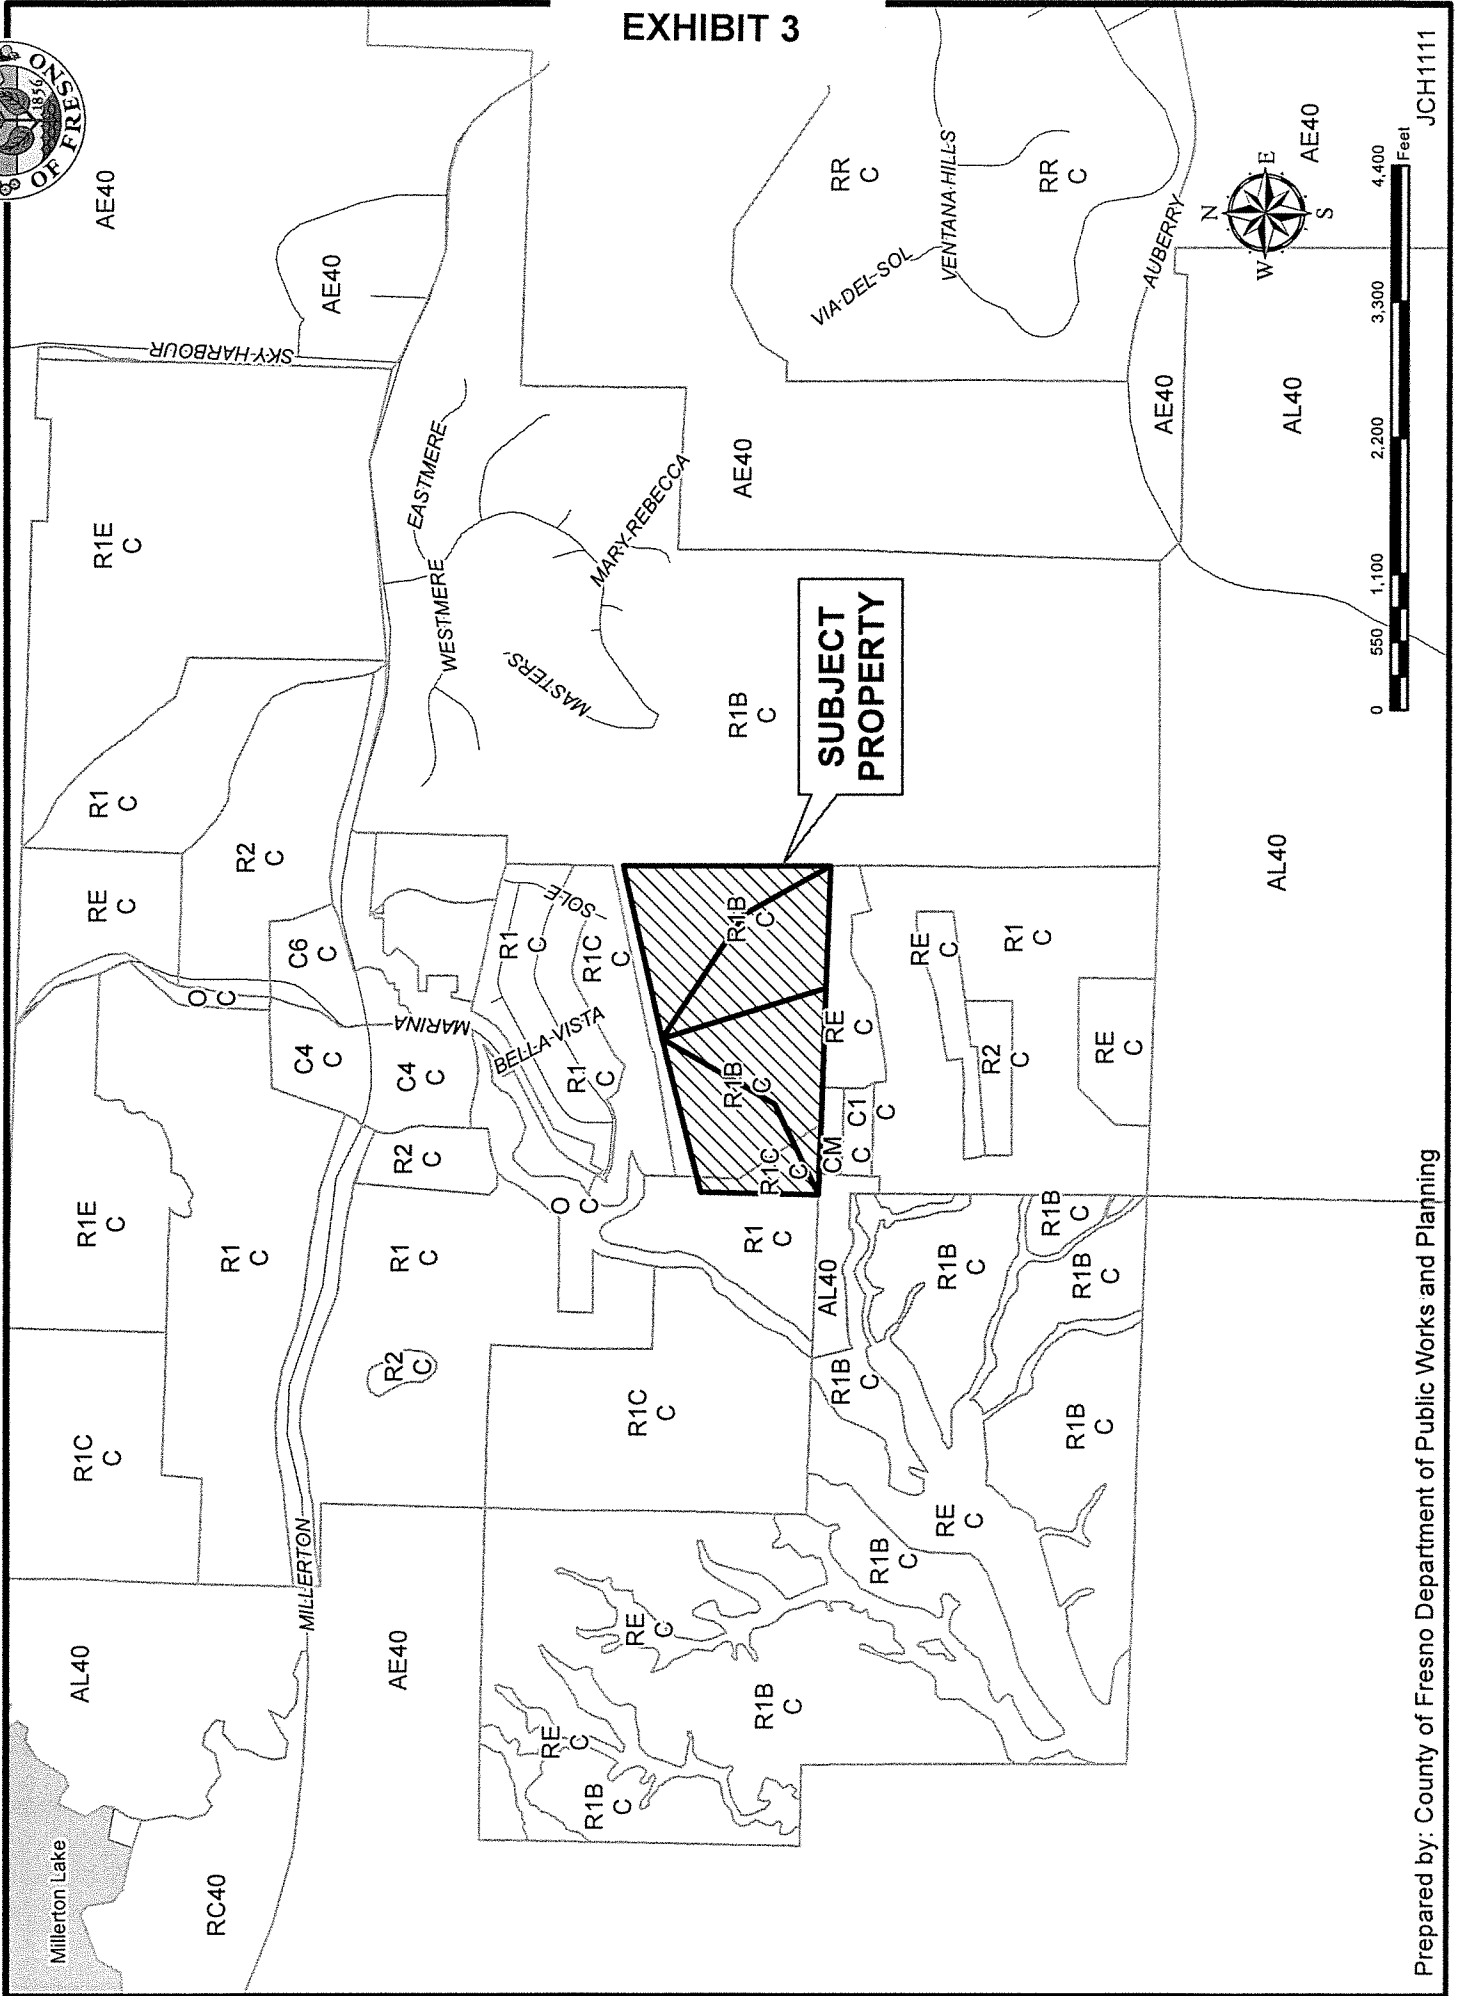 EXHIBIT 3
OF FRESNO
1856
AE40
AE40
SKY-HARBOUR
R1E
C
R1
C
RE
C
R2
C
C6
C
O
C
C4
C
C4
C
MARINA
R1E
C
R1
C
R1C
C
R2
C
R1
C
R2
C
MILLERTON
AL40
Millerton Lake
RC40
AE40
EASTMERE
WESTMERE
MASTERS
MARY-REBECCA
AE40
R1B
C
SUBJECT
PROPERTY
SOLE
R1
C
R1C
C
BELLA-VISTA
R1
C
O
C
R1B
C
R1B
C
R1C
C
RE
C
C1
C
CM
C
R1
C
AL40
R1C
C
RR
C
RR
C
VIA-DEL-SOL
VENTANA-HILLS
AUBERRY
AE40
AE40
AL40
AL40
RE
C
R1
C
R2
C
RE
C
R1B
C
R1B
C
R1B
C
R1B
C
R1B
C
RE
C
R1B
C
RE
C
R1B
C
RE
C
R1B
C
N
E
S
W
0 550 1,100 2,200 3,300 4,400
Feet
JCH1111
Prepared by: County of Fresno Department of Public Works and Planning